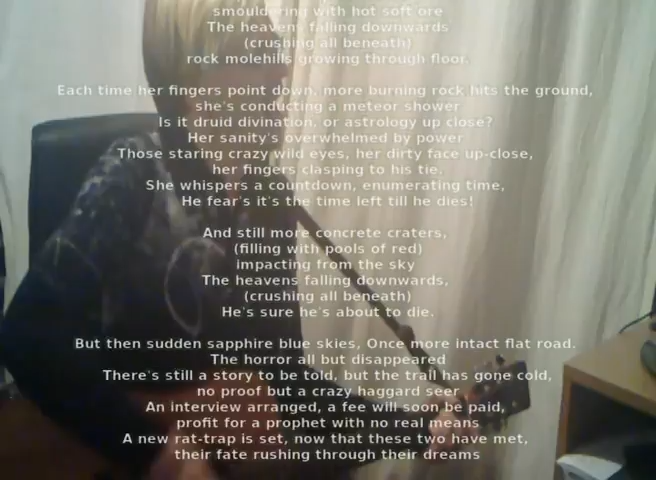 smouldering with hot soft ore
The heavens falling downwards
(crushing all beneath)
rock molehills growing through floor.
Each time her fingers point down, more burning rock hits the ground,
she's conducting a meteor shower
Is it druid divination, or astrology up close?
Her sanity's overwhelmed by power
Those staring crazy wild eyes, her dirty face up-close,
her fingers clasping to his tie.
She whispers a countdown, enumerating time,
He fear's it's the time left till he dies!
And still more concrete craters,
(filling with pools of red)
impacting from the sky
The heavens falling downwards,
(crushing all beneath)
He's sure he's about to die.
But then sudden sapphire blue skies, Once more intact flat road.
The horror all but disappeared
There's still a story to be told, but the trail has gone cold,
no proof but a crazy haggard seer
An interview arranged, a fee will soon be paid,
profit for a prophet with no real means
A new rat-trap is set, now that these two have met,
their fate rushing through their dreams